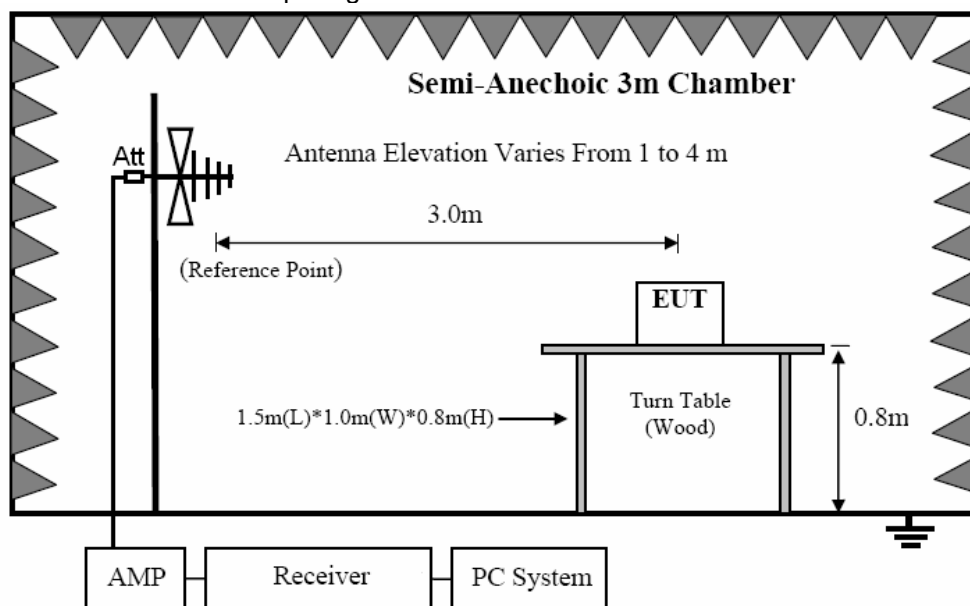 Semi-Anechoic 3m Chamber
Att
Antenna Elevation Varies From 1 to 4 m
3.0m
(Reference Point)
EUT
1.5m(L)*1.0m(W)*0.8m(H)
Turn Table
(Wood)
0.8m
AMP
Receiver
PC System